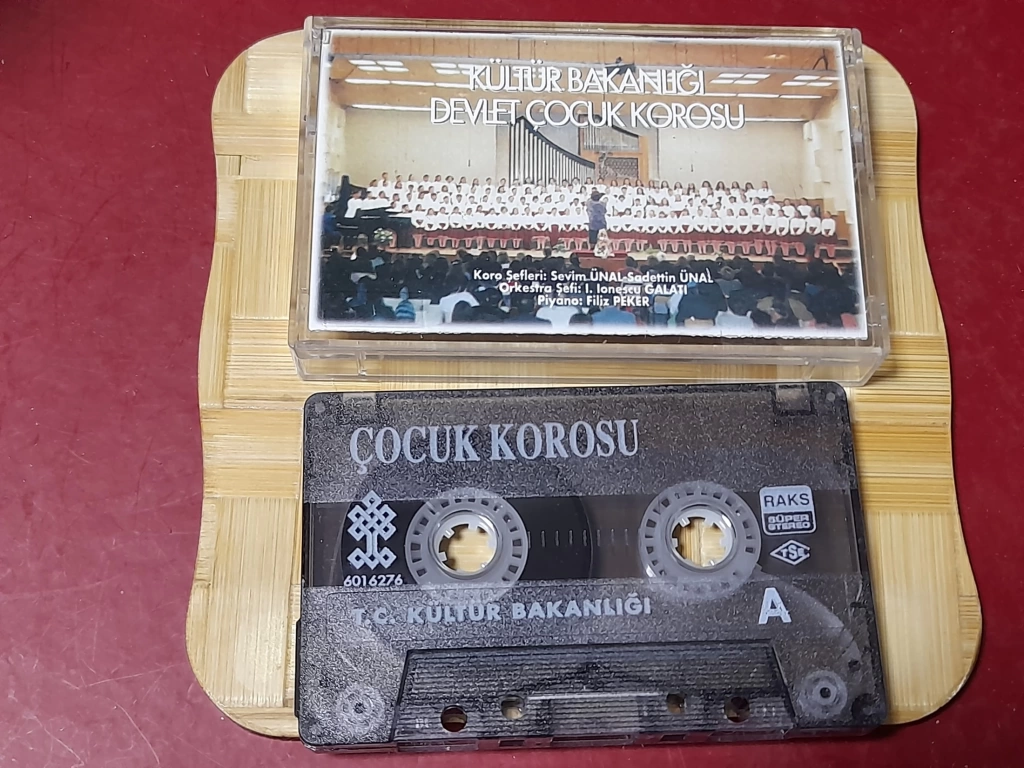 KÜLTÜR BAKANLIĞI
DEVLET ÇOCUK KOROSU
Koro Şefleri: Sevim ÜNAL-Sadettin ÜNAL
Orkestra Şefi: I. Ionescu GALATI
Piyano: Filiz PEKER
ÇOCUK KOROSU
RAKS
SÜPER
STEREO
TSE
6016276
T.C. KÜLTÜR BAKANLIĞI
A